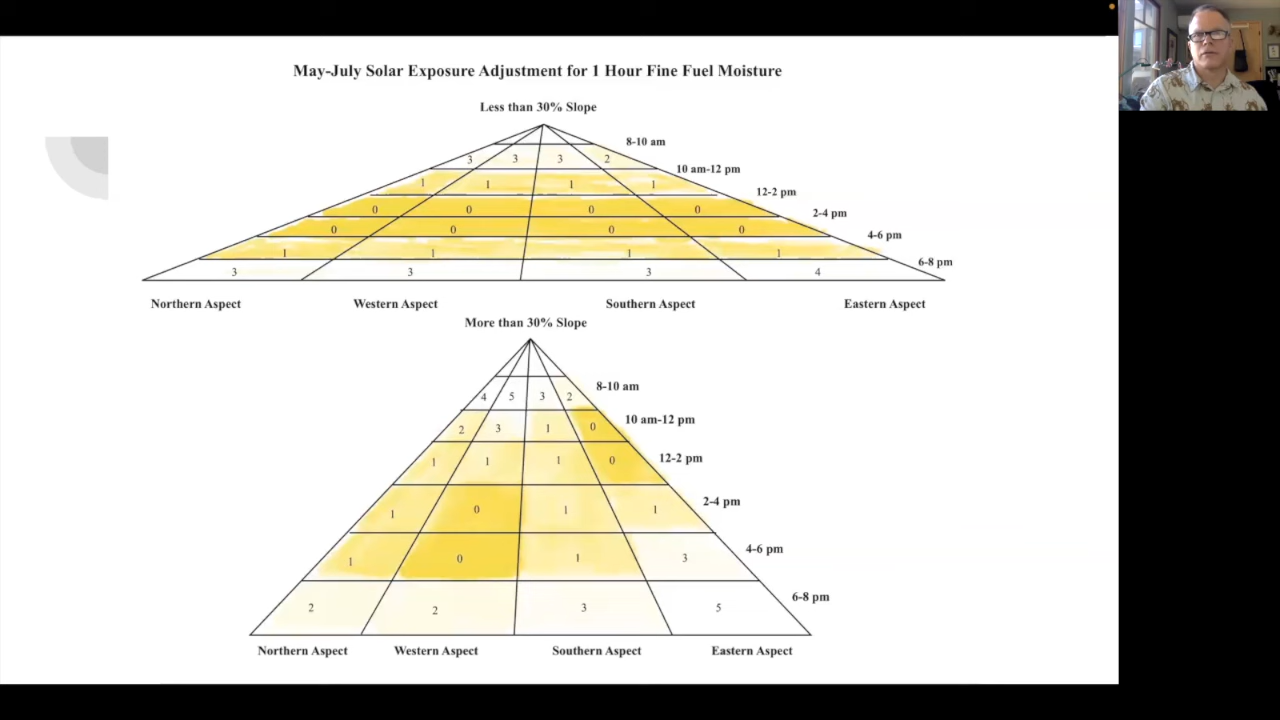 May-July Solar Exposure Adjustment for 1 Hour Fine Fuel Moisture
Less than 30% Slope
8-10 am
3 3 3 2
10 am-12 pm
1 1 1 1
12-2 pm
0 0 0 0
2-4 pm
0 0 0 0
4-6 pm
1 1 1 1
6-8 pm
3 3 3 4
Northern Aspect Western Aspect Southern Aspect Eastern Aspect
More than 30% Slope
8-10 am
4 5 3 2
10 am-12 pm
2 3 1 0
12-2 pm
1 1 1 0
2-4 pm
1 0 1 1
4-6 pm
1 0 1 3
6-8 pm
2 2 3 5
Northern Aspect Western Aspect Southern Aspect Eastern Aspect